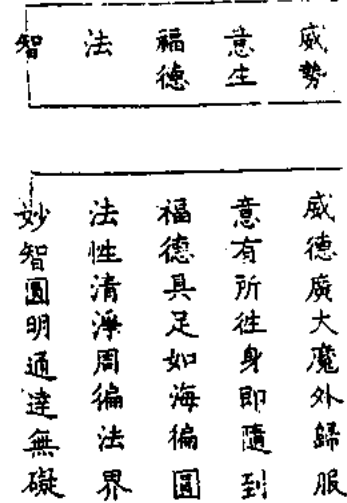 威勢
意生
福德
法
智
威德廣大魔外歸服
意有所往身即隨到
福德具足如海徧圓
法性清淨周徧法界
妙智圓明通達無礙